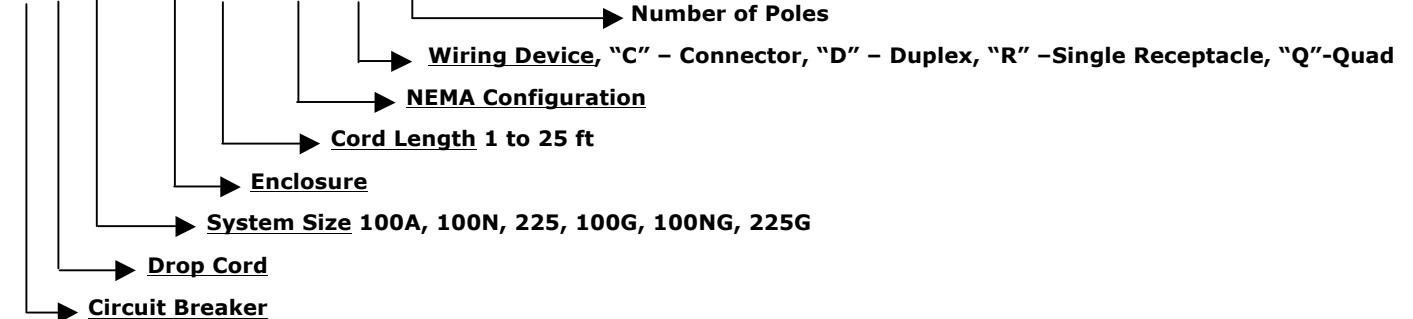 Number of Poles
Wiring Device, “C” – Connector, “D” – Duplex, “R” –Single Receptacle, “Q”-Quad
NEMA Configuration
Cord Length 1 to 25 ft
Enclosure
System Size 100A, 100N, 225, 100G, 100NG, 225G
Drop Cord
Circuit Breaker